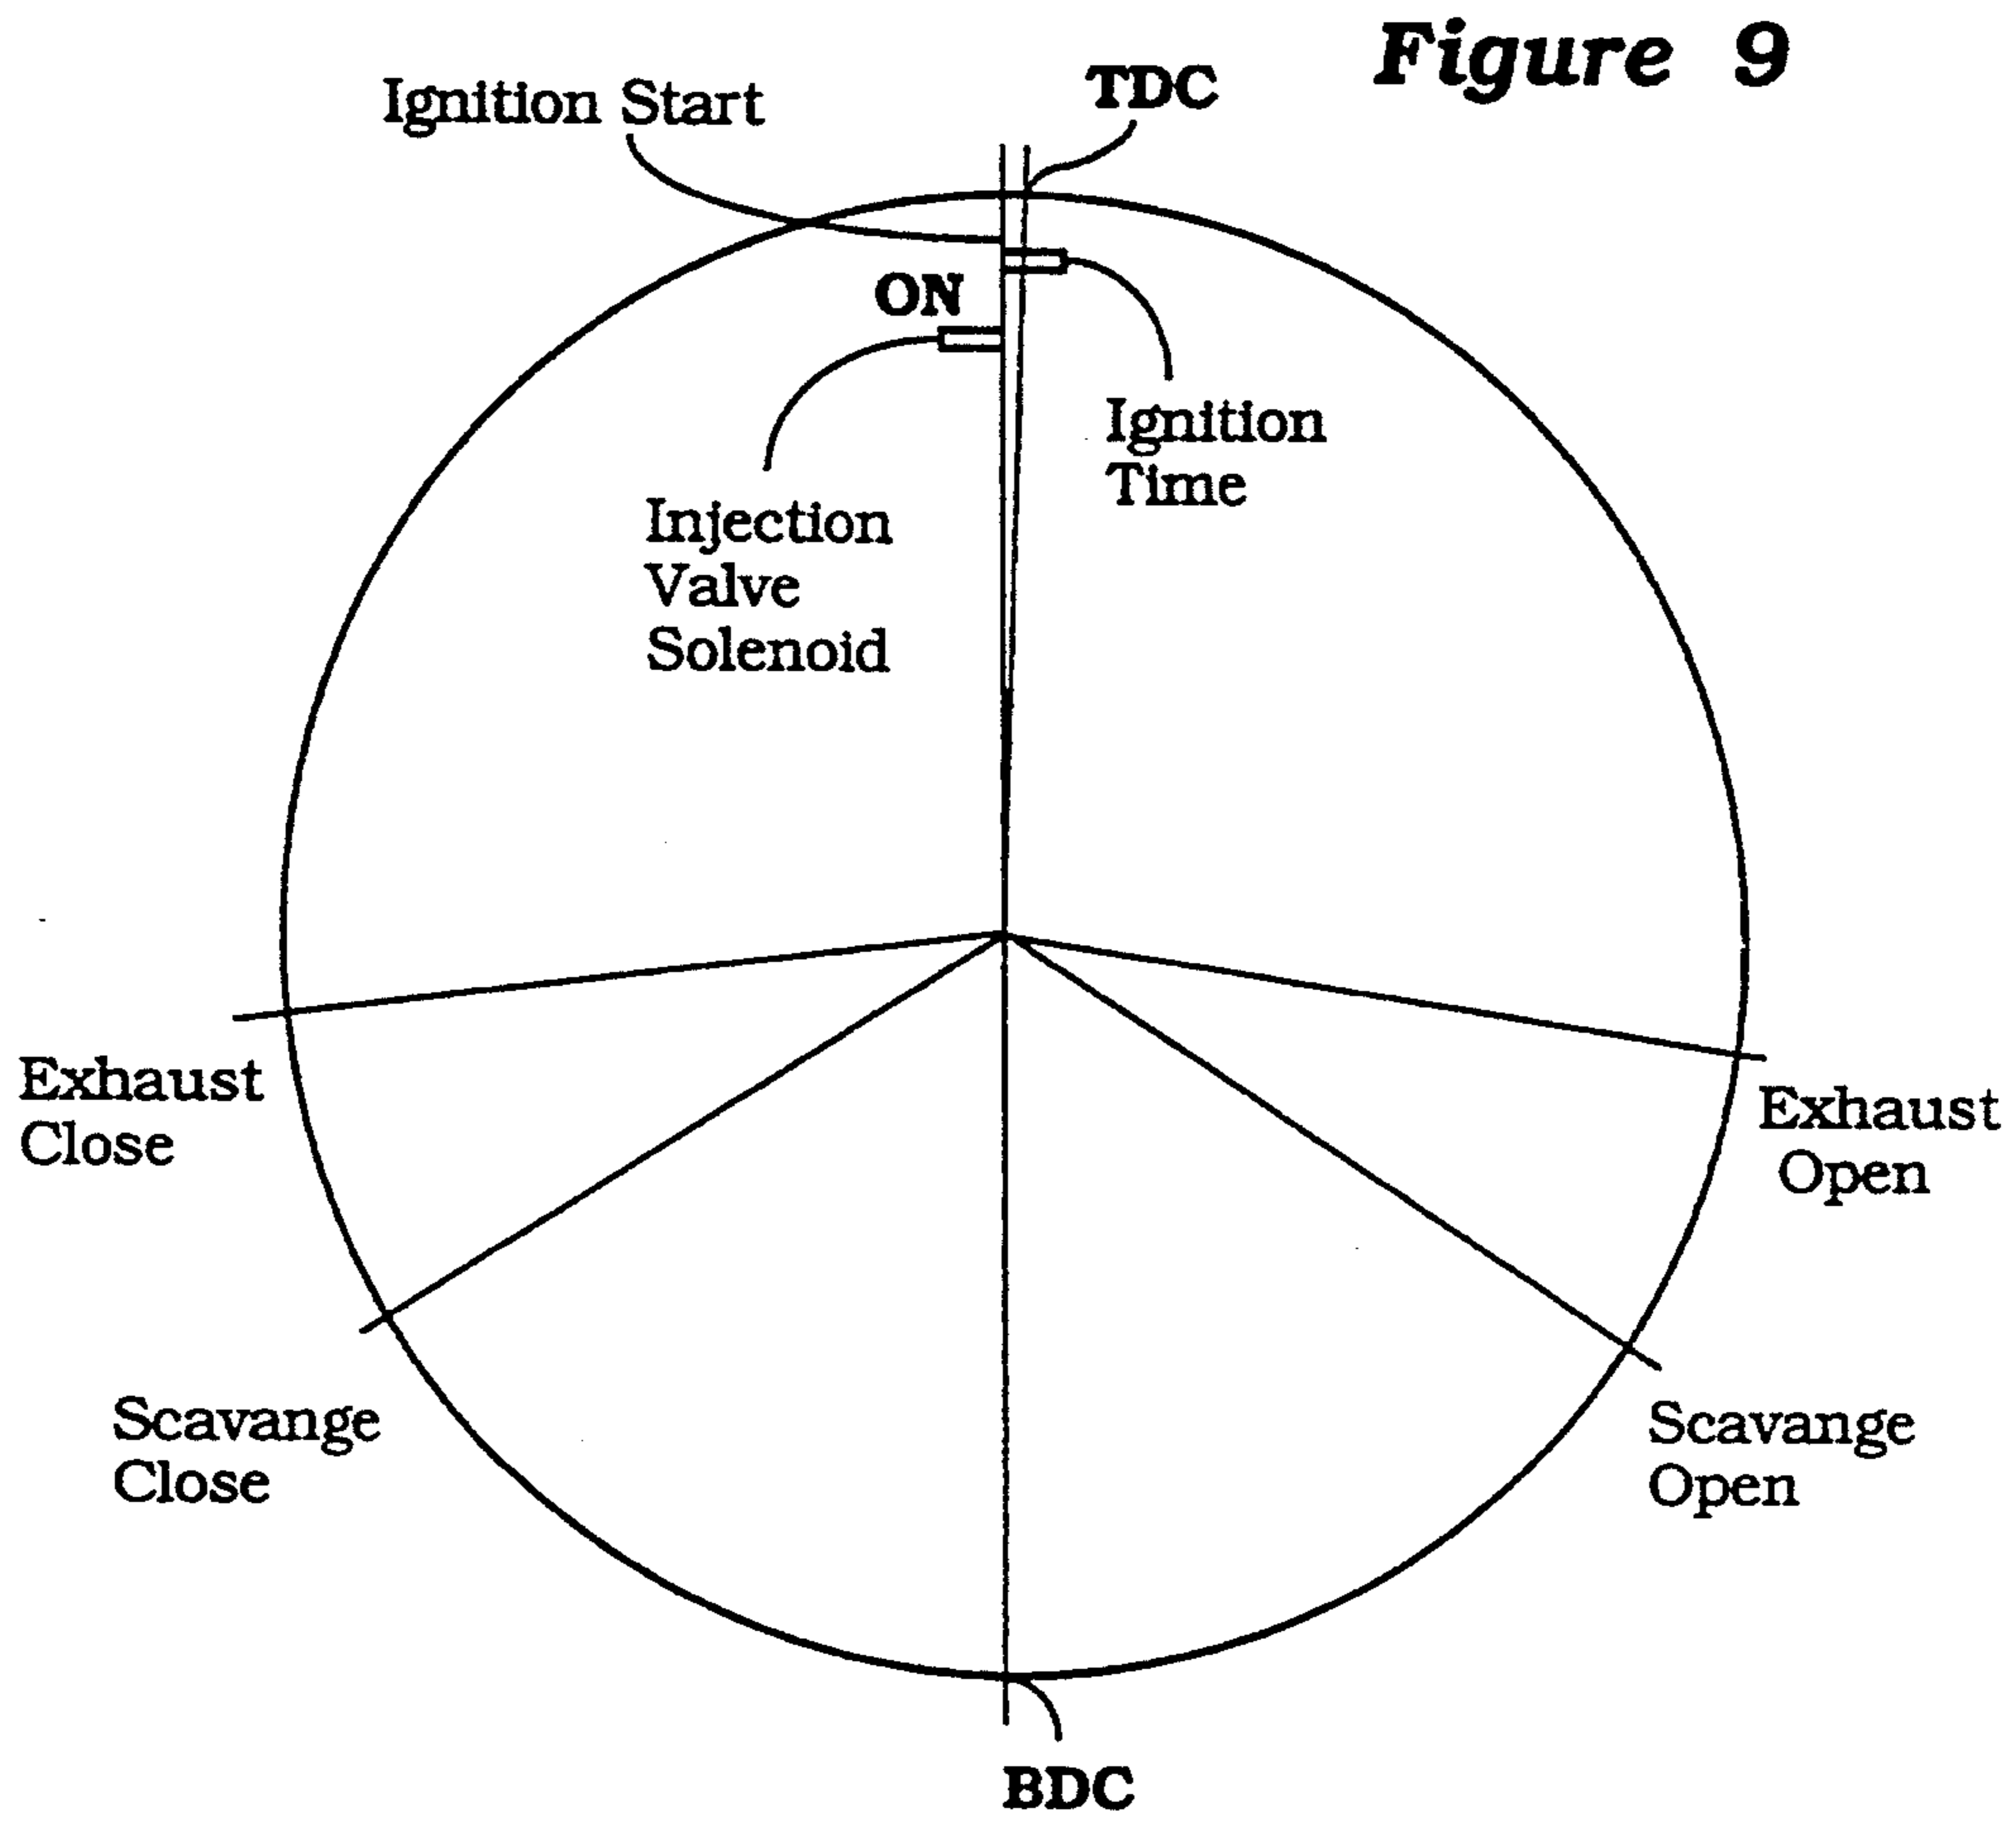 Figure 9
Ignition Start
TDC
ON
Ignition
Time
Injection
Valve
Solenoid
Exhaust
Close
Exhaust
Open
Scavange
Close
Scavange
Open
BDC